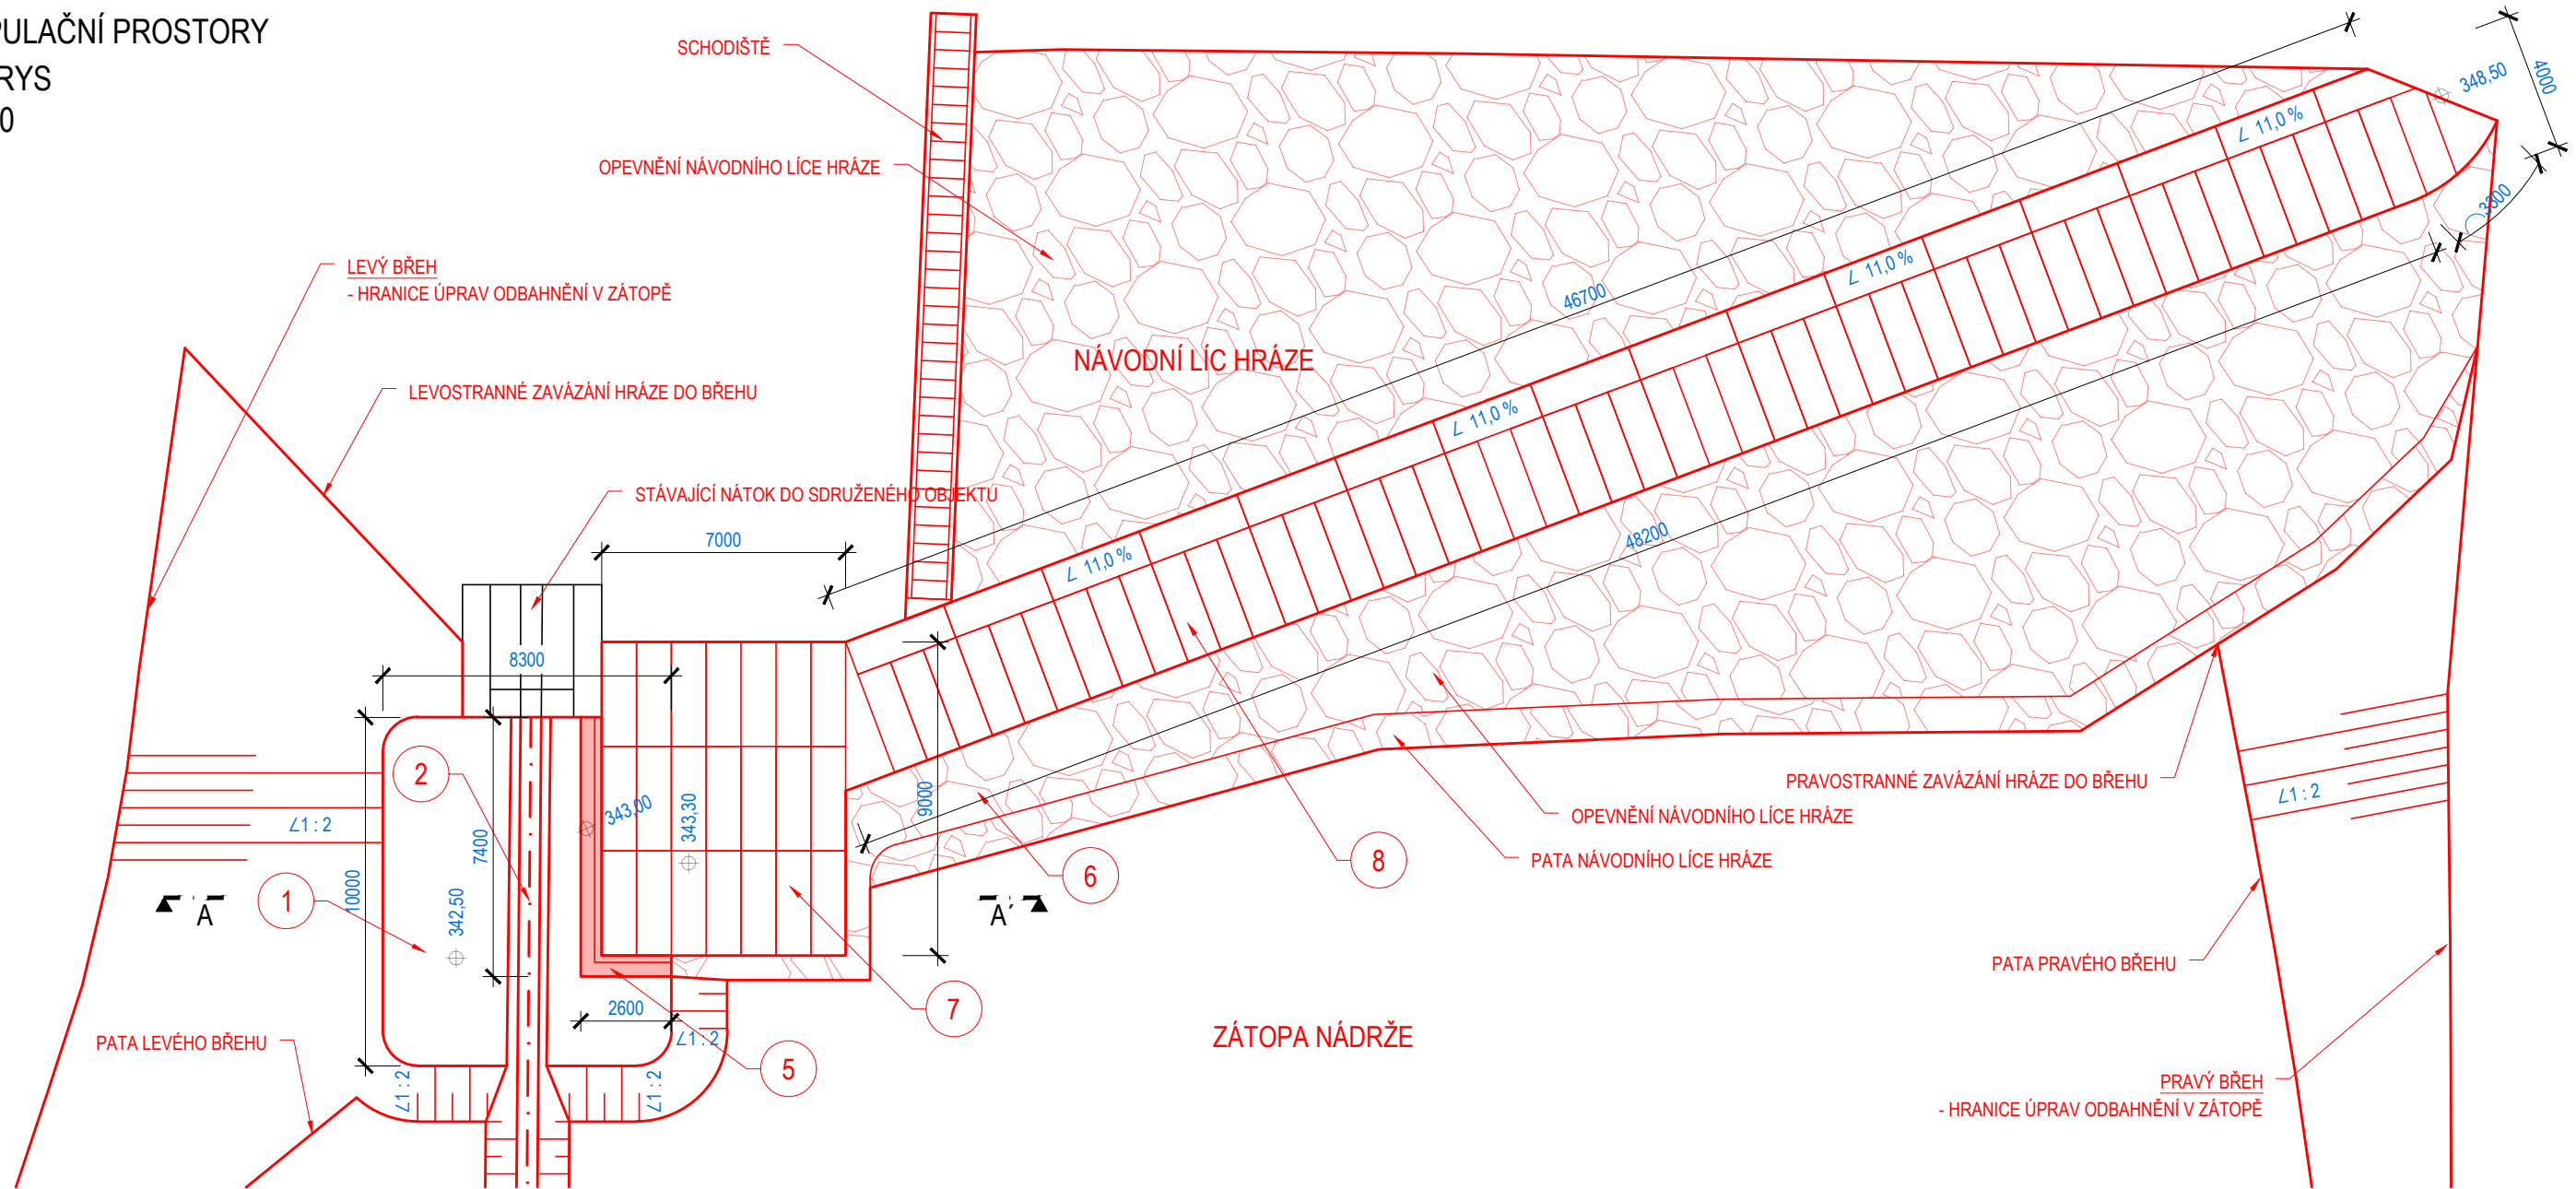 PULAČNÍ PROSTORY
RYS
0
SCHODIŠTĚ
OPEVNĚNÍ NÁVODNÍHO LÍCE HRÁZE
LEVÝ BŘEH
- HRANICE ÚPRAV ODBAHNĚNÍ V ZÁTOPĚ
LEVOSTRANNÉ ZAVÁZÁNÍ HRÁZE DO BŘEHU
STÁVAJÍCÍ NÁTOK DO SDRUŽENÉHO OBJEKTU
NÁVODNÍ LÍC HRÁZE
348,50
4000
3300
∠ 11,0 %
∠ 11,0 %
∠ 11,0 %
∠ 11,0 %
46700
48200
7000
8300
9000
7400
10000
2600
343,00
343,30
342,50
∠1 : 2
∠1 : 2
∠1 : 2
∠1 : 2
∠1 : 2
1
2
5
6
7
8
A
A´
PATA LEVÉHO BŘEHU
PRAVOSTRANNÉ ZAVÁZÁNÍ HRÁZE DO BŘEHU
OPEVNĚNÍ NÁVODNÍHO LÍCE HRÁZE
PATA NÁVODNÍHO LÍCE HRÁZE
PATA PRAVÉHO BŘEHU
ZÁTOPA NÁDRŽE
PRAVÝ BŘEH
- HRANICE ÚPRAV ODBAHNĚNÍ V ZÁTOPĚ